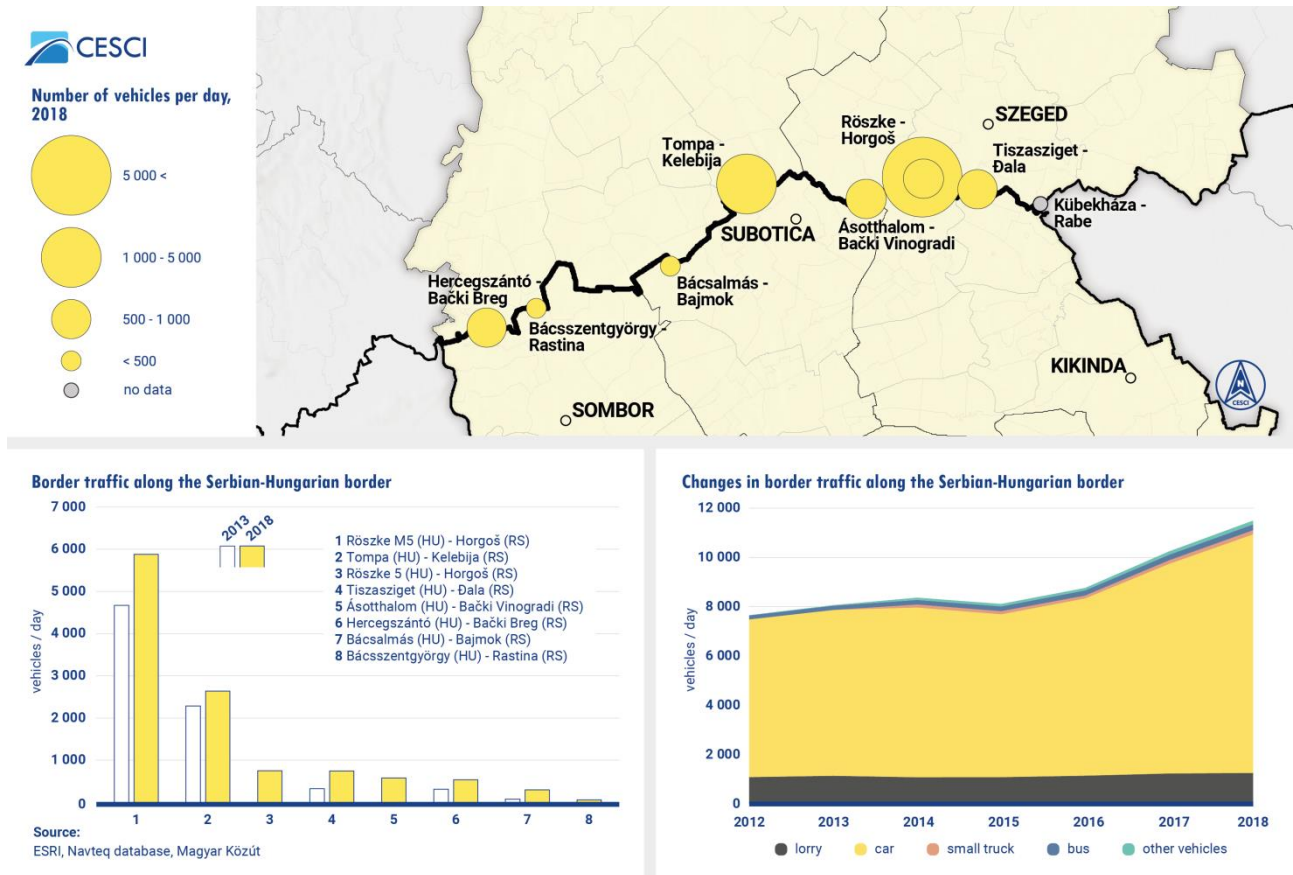 CESCI
Number of vehicles per day,
2018
5 000 <
1 000 - 5 000
500 - 1 000
< 500
no data
Hercegszántó -
Bački Breg
Bácsszentgyörgy -
Rastina
Bácsalmás -
Bajmok
Tompa -
Kelebija
SUBOTICA
Ásotthalom -
Bački Vinogradi
Röszke -
Horgoš
SZEGED
Tiszasziget -
Đala
Kübekháza -
Rabe
SOMBOR
KIKINDA
N
CESCI
Border traffic along the Serbian-Hungarian border
7 000
6 000
5 000
4 000
3 000
2 000
1 000
0
vehicles / day
2013
2018
1 Röszke M5 (HU) - Horgoš (RS)
2 Tompa (HU) - Kelebija (RS)
3 Röszke 5 (HU) - Horgoš (RS)
4 Tiszasziget (HU) - Đala (RS)
5 Ásotthalom (HU) - Bački Vinogradi (RS)
6 Hercegszántó (HU) - Bački Breg (RS)
7 Bácsalmás (HU) - Bajmok (RS)
8 Bácsszentgyörgy (HU) - Rastina (RS)
1 2 3 4 5 6 7 8
Source:
ESRI, Navteq database, Magyar Közút
Changes in border traffic along the Serbian-Hungarian border
12 000
10 000
8 000
6 000
4 000
2 000
0
vehicles / day
2012 2013 2014 2015 2016 2017 2018
lorry car small truck bus other vehicles